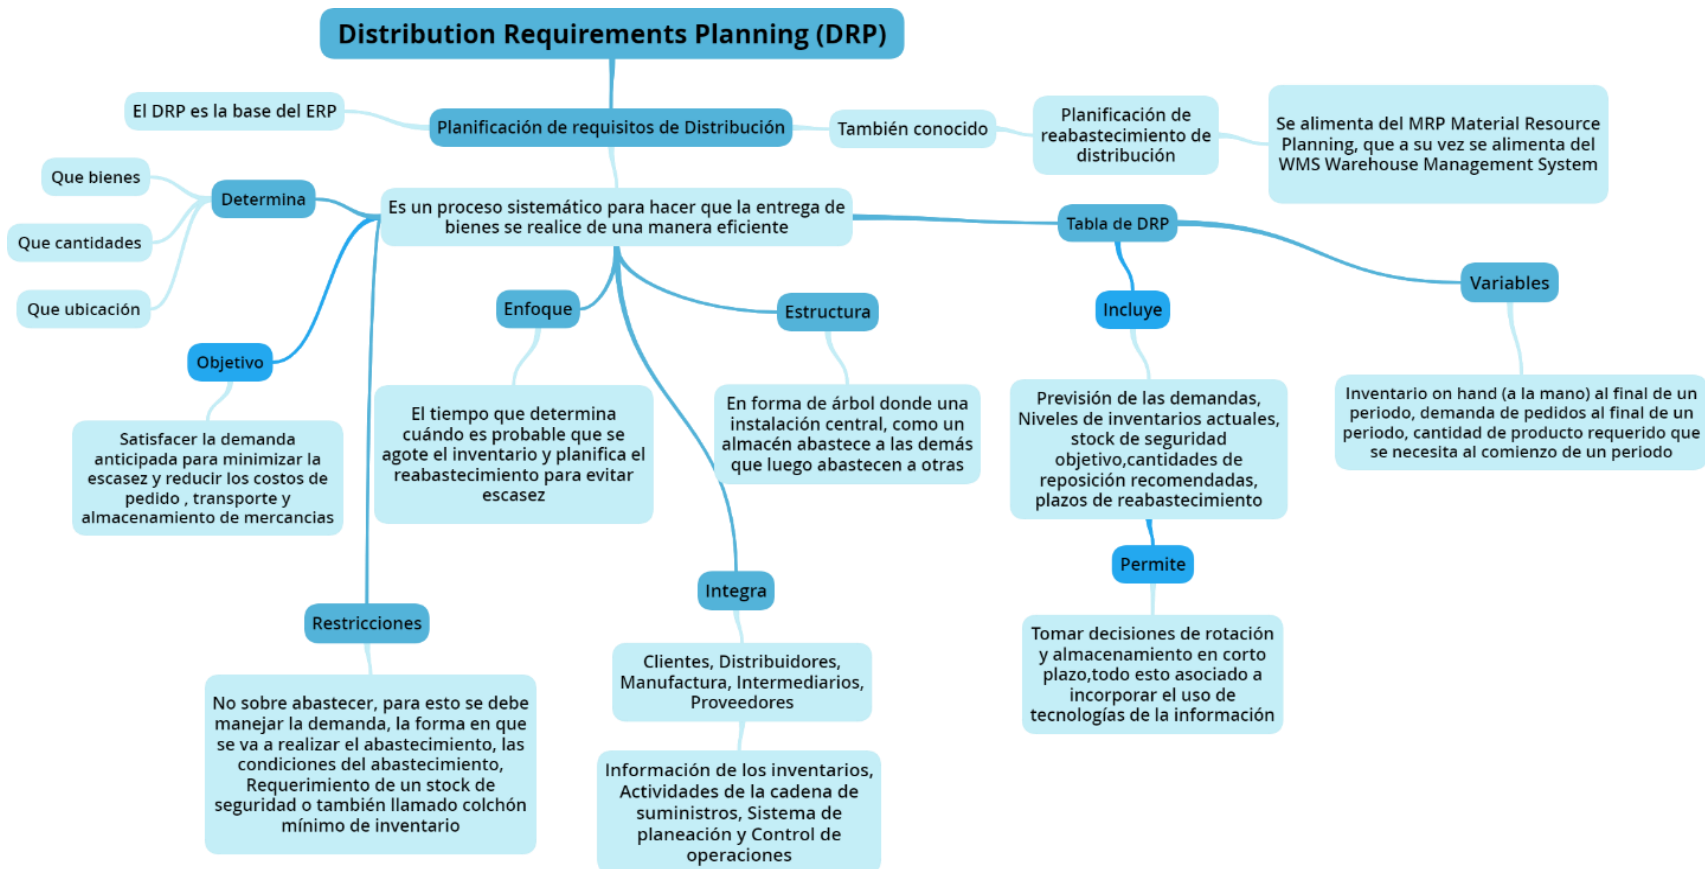 Distribution Requirements Planning (DRP)
El DRP es la base del ERP
Planificación de requisitos de Distribución
También conocido
Planificación de
reabastecimiento de
distribución
Se alimenta del MRP Material Resource
Planning, que a su vez se alimenta del
WMS Warehouse Management System
Que bienes
Que cantidades
Que ubicación
Determina
Es un proceso sistemático para hacer que la entrega de
bienes se realice de una manera eficiente
Tabla de DRP
Variables
Enfoque
Estructura
Incluye
Objetivo
Satisfacer la demanda
anticipada para minimizar la
escasez y reducir los costos de
pedido , transporte y
almacenamiento de mercancias
El tiempo que determina
cuándo es probable que se
agote el inventario y planifica el
reabastecimiento para evitar
escasez
En forma de árbol donde una
instalación central, como un
almacén abastece a las demás
que luego abastecen a otras
Previsión de las demandas,
Niveles de inventarios actuales,
stock de seguridad
objetivo,cantidades de
reposición recomendadas,
plazos de reabastecimiento
Inventario on hand (a la mano) al final de un
periodo, demanda de pedidos al final de un
periodo, cantidad de producto requerido que
se necesita al comienzo de un periodo
Permite
Tomar decisiones de rotación
y almacenamiento en corto
plazo,todo esto asociado a
incorporar el uso de
tecnologías de la información
Integra
Clientes, Distribuidores,
Manufactura, Intermediarios,
Proveedores
Información de los inventarios,
Actividades de la cadena de
suministros, Sistema de
planeación y Control de
operaciones
Restricciones
No sobre abastecer, para esto se debe
manejar la demanda, la forma en que
se va a realizar el abastecimiento, las
condiciones del abastecimiento,
Requerimiento de un stock de
seguridad o también llamado colchón
mínimo de inventario